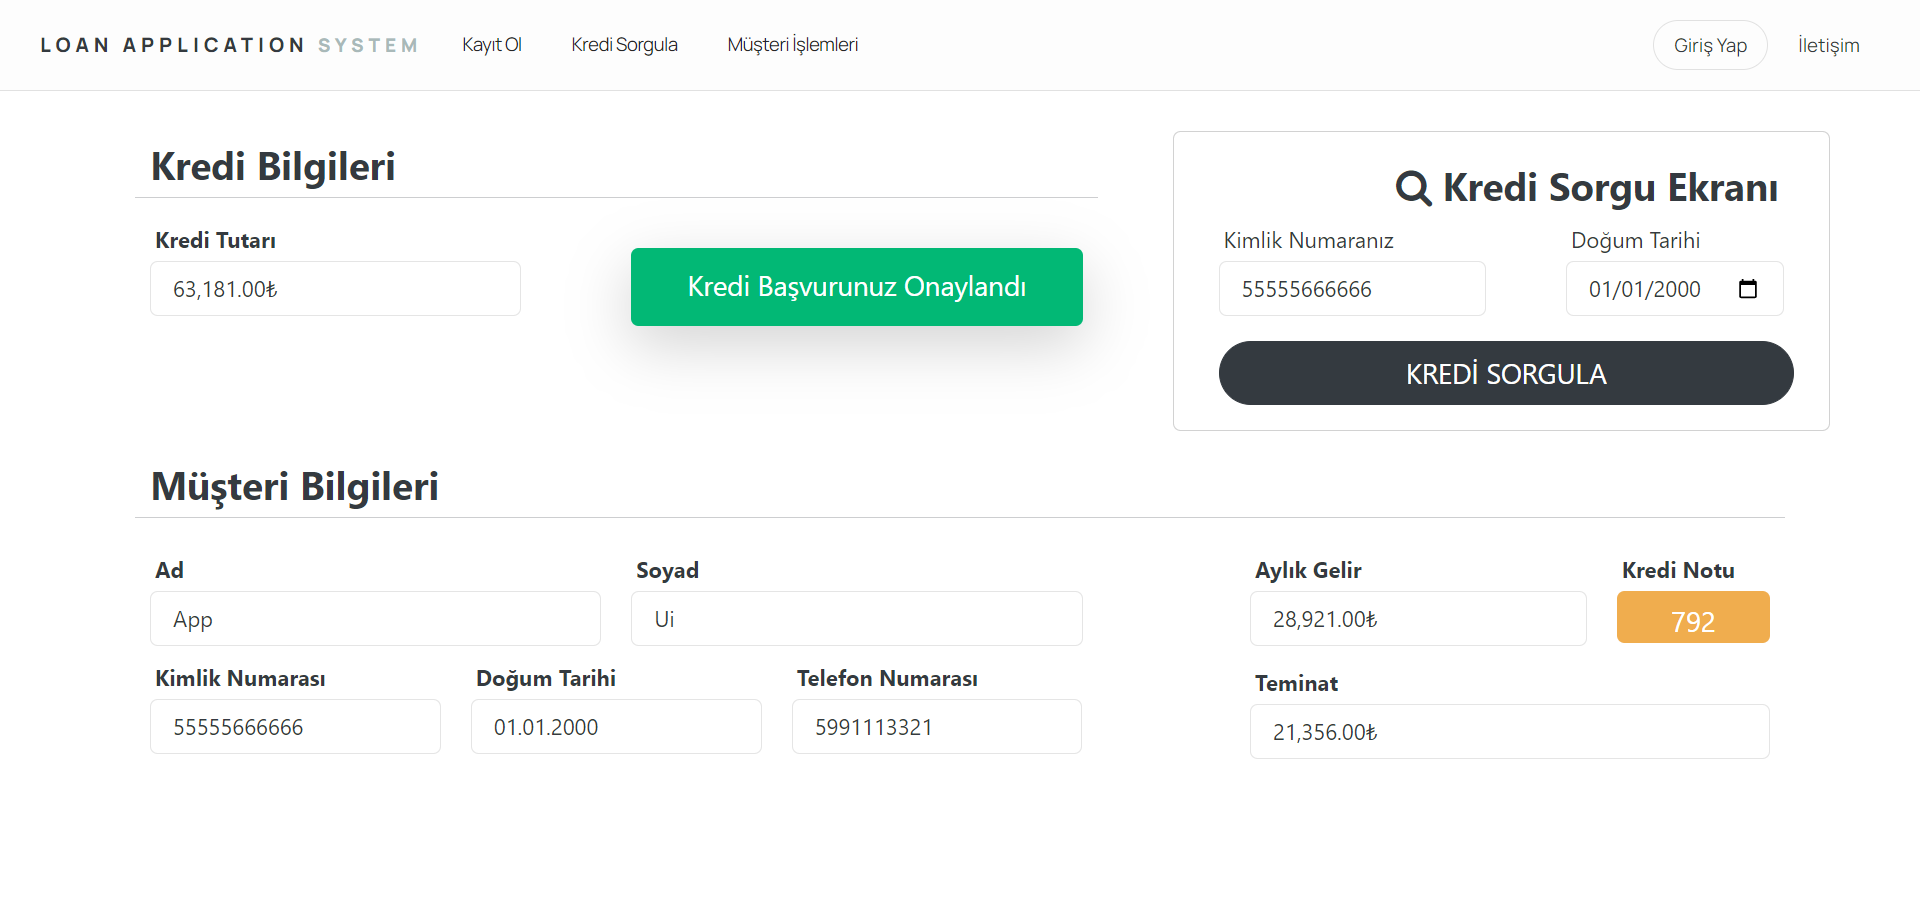 LOAN APPLICATION SYSTEM
Kayıt Ol
Kredi Sorgula
Müşteri İşlemleri
Giriş Yap
İletişim
Kredi Bilgileri
Kredi Tutarı
63,181.00₺
Kredi Başvurunuz Onaylandı
Kredi Sorgu Ekranı
Kimlik Numaranız
Doğum Tarihi
55555666666
01/01/2000
KREDİ SORGULA
Müşteri Bilgileri
Ad
Soyad
App
Ui
Kimlik Numarası
Doğum Tarihi
Telefon Numarası
55555666666
01.01.2000
5991113321
Aylık Gelir
Kredi Notu
28,921.00₺
792
Teminat
21,356.00₺